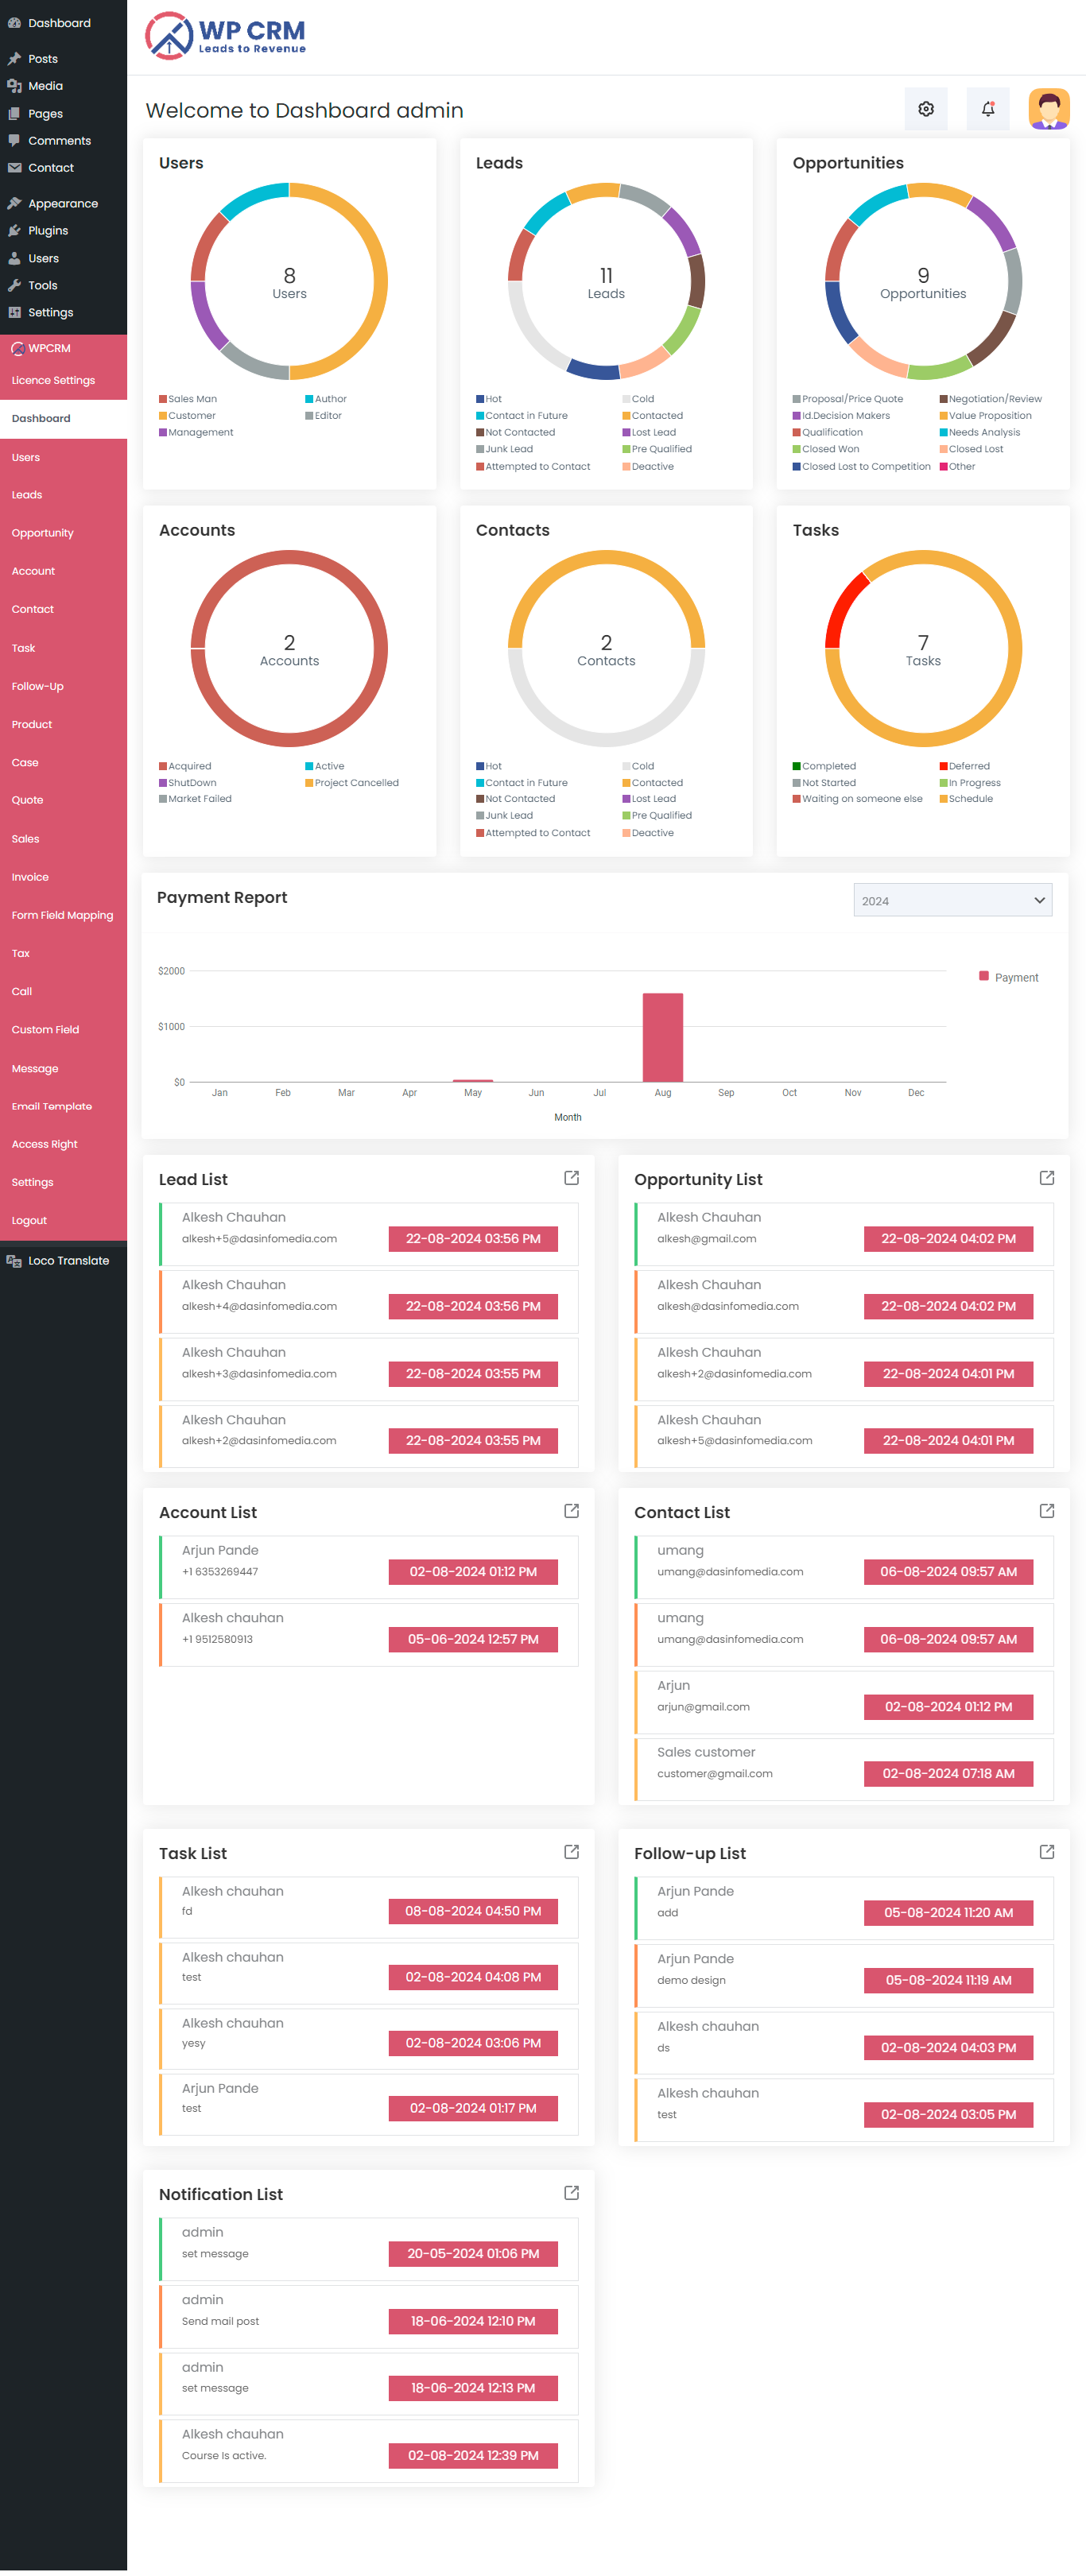 Dashboard
Posts
Media
Pages
Comments
Contact
Appearance
Plugins
Users
Tools
Settings
WPCRM
Licence Settings
Dashboard
Users
Leads
Opportunity
Account
Contact
Task
Follow-Up
Product
Case
Quote
Sales
Invoice
Form Field Mapping
Tax
Call
Custom Field
Message
Email Template
Access Right
Settings
Logout
Loco Translate
WP CRM
Leads to Revenue
Welcome to Dashboard admin
Users
8
Users
Sales Man Author
Customer Editor
Management
Leads
11
Leads
Hot Cold
Contact in Future Contacted
Not Contacted Lost Lead
Junk Lead Pre Qualified
Attempted to Contact Deactive
Opportunities
9
Opportunities
Proposal/Price Quote Negotiation/Review
Id.Decision Makers Value Proposition
Qualification Needs Analysis
Closed Won Closed Lost
Closed Lost to Competition Other
Accounts
2
Accounts
Acquired Active
ShutDown Project Cancelled
Market Failed
Contacts
2
Contacts
Hot Cold
Contact in Future Contacted
Not Contacted Lost Lead
Junk Lead Pre Qualified
Attempted to Contact Deactive
Tasks
7
Tasks
Completed Deferred
Not Started In Progress
Waiting on someone else Schedule
Payment Report
2024
$2000
$1000
$0
Jan Feb Mar Apr May Jun Jul Aug Sep Oct Nov Dec
Month
Payment
Lead List
Alkesh Chauhan
alkesh+5@dasinfomedia.com 22-08-2024 03:56 PM
Alkesh Chauhan
alkesh+4@dasinfomedia.com 22-08-2024 03:56 PM
Alkesh Chauhan
alkesh+3@dasinfomedia.com 22-08-2024 03:55 PM
Alkesh Chauhan
alkesh+2@dasinfomedia.com 22-08-2024 03:55 PM
Opportunity List
Alkesh Chauhan
alkesh@gmail.com 22-08-2024 04:02 PM
Alkesh Chauhan
alkesh@dasinfomedia.com 22-08-2024 04:02 PM
Alkesh Chauhan
alkesh+2@dasinfomedia.com 22-08-2024 04:01 PM
Alkesh Chauhan
alkesh+5@dasinfomedia.com 22-08-2024 04:01 PM
Account List
Arjun Pande
+1 6353269447 02-08-2024 01:12 PM
Alkesh chauhan
+1 9512580913 05-06-2024 12:57 PM
Contact List
umang
umang@dasinfomedia.com 06-08-2024 09:57 AM
umang
umang@dasinfomedia.com 06-08-2024 09:57 AM
Arjun
arjun@gmail.com 02-08-2024 01:12 PM
Sales customer
customer@gmail.com 02-08-2024 07:18 AM
Task List
Alkesh chauhan
fd 08-08-2024 04:50 PM
Alkesh chauhan
test 02-08-2024 04:08 PM
Alkesh chauhan
yesy 02-08-2024 03:06 PM
Arjun Pande
test 02-08-2024 01:17 PM
Follow-up List
Arjun Pande
add 05-08-2024 11:20 AM
Arjun Pande
demo design 05-08-2024 11:19 AM
Alkesh chauhan
ds 02-08-2024 04:03 PM
Alkesh chauhan
test 02-08-2024 03:05 PM
Notification List
admin
set message 20-05-2024 01:06 PM
admin
Send mail post 18-06-2024 12:10 PM
admin
set message 18-06-2024 12:13 PM
Alkesh chauhan
Course Is active. 02-08-2024 12:39 PM